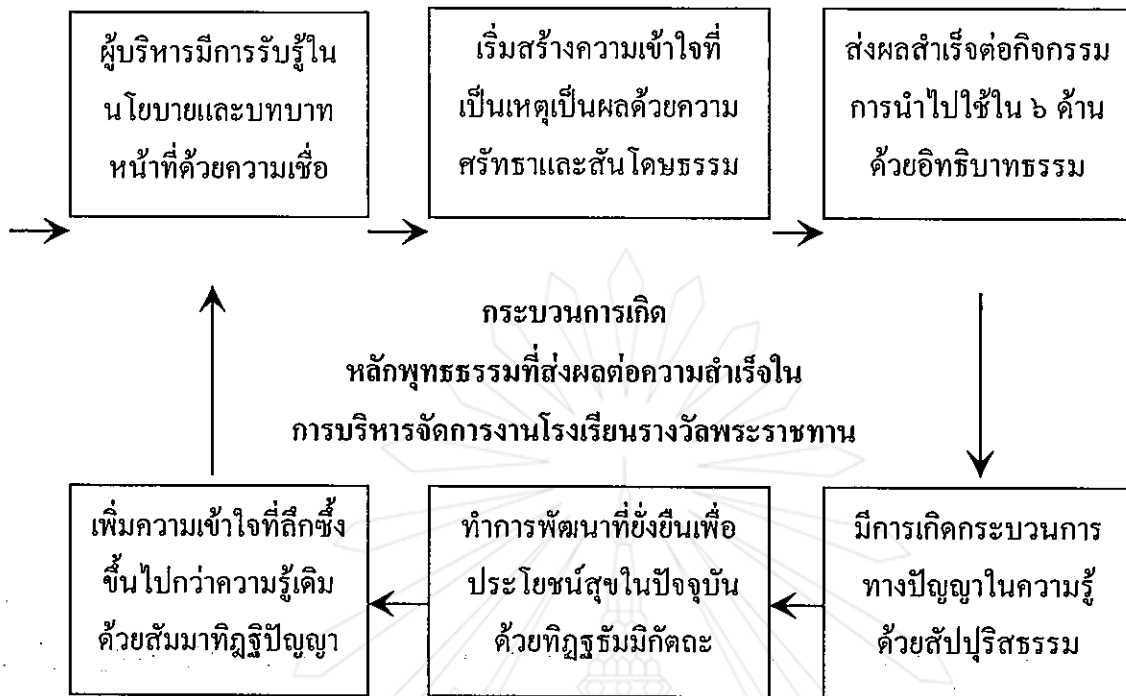 ผู้บริหารมีการรับรู้ใน
นโยบายและบทบาท
หน้าที่ด้วยความเชื่อ
เริ่มสร้างความเข้าใจที่
เป็นเหตุเป็นผลด้วยความ
ศรัทธาและสันโดษธรรม
ส่งผลสำเร็จต่อกิจกรรม
การนำไปใช้ใน ๖ ด้าน
ด้วยอิทธิบาทธรรม
กระบวนการเกิด
หลักพุทธธรรมที่ส่งผลต่อความสำเร็จใน
การบริหารจัดการงานโรงเรียนรางวัลพระราชทาน
เพิ่มความเข้าใจที่ลึกซึ้ง
ขึ้นไปกว่าความรู้เดิม
ด้วยสัมมาทิฏฐิปัญญา
ทำการพัฒนาที่ยั่งยืนเพื่อ
ประโยชน์สุขในปัจจุบัน
ด้วยทิฏฐธัมมิกัตถะ
มีการเกิดกระบวนการ
ทางปัญญาในความรู้
ด้วยสัปปุริสธรรม